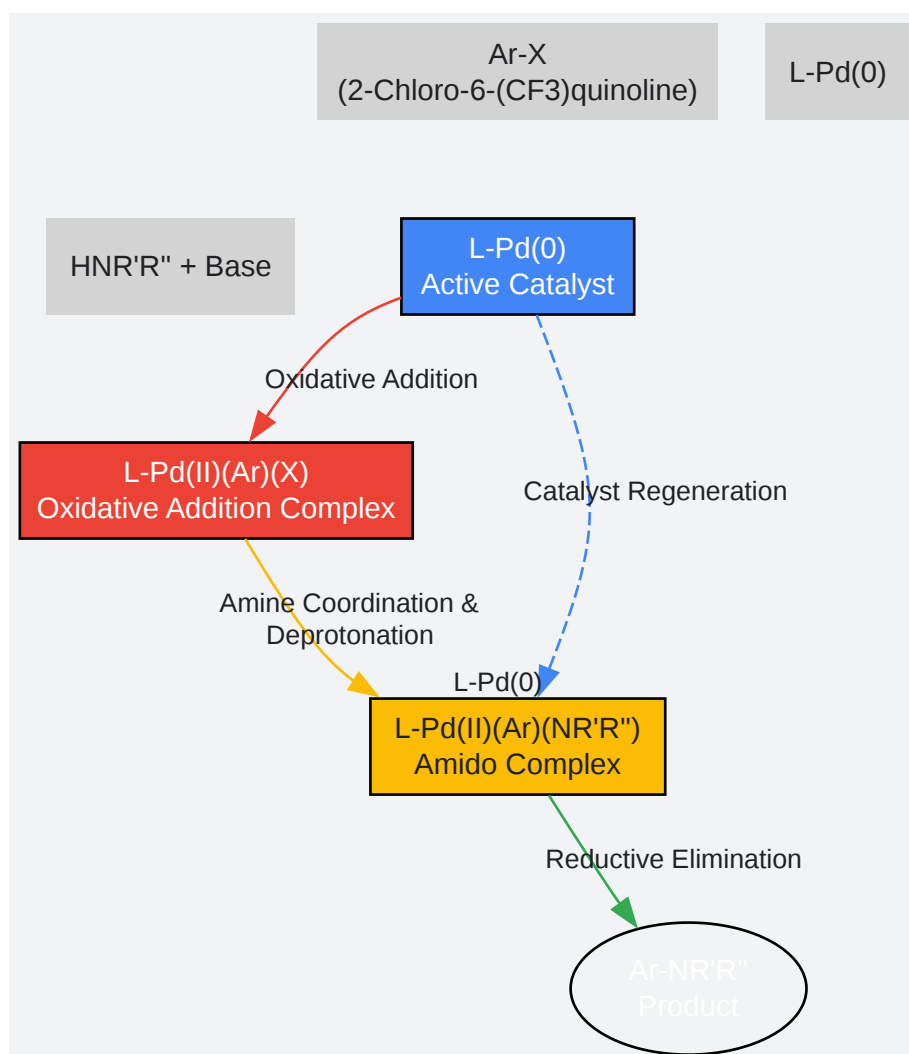 Ar-X
(2-Chloro-6-(CF3)quinoline)
L-Pd(0)
HNR'R" + Base
L-Pd(0)
Active Catalyst
Oxidative Addition
L-Pd(II)(Ar)(X)
Oxidative Addition Complex
Catalyst Regeneration
Amine Coordination &
Deprotonation
L-Pd(0)
L-Pd(II)(Ar)(NR'R")
Amido Complex
Reductive Elimination
Ar-NR'R"
Product